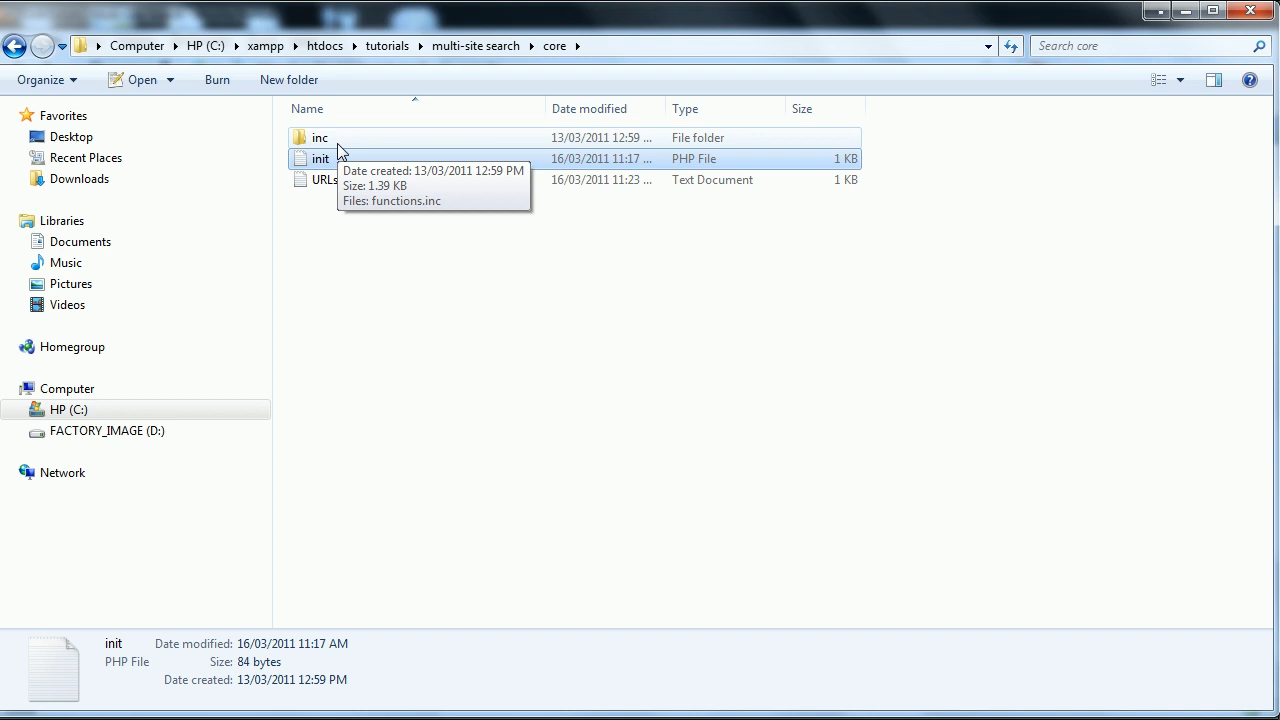 Computer HP (C:) xampp htdocs tutorials multi-site search core
Search core
Organize Open Burn New folder
Name Date modified Type Size
Favorites
Desktop
Recent Places
Downloads
Libraries
Documents
Music
Pictures
Videos
Homegroup
Computer
HP (C:)
FACTORY_IMAGE (D:)
Network
inc 13/03/2011 12:59 ... File folder
init 16/03/2011 11:17 ... PHP File 1 KB
URLs 16/03/2011 11:23 ... Text Document 1 KB
Date created: 13/03/2011 12:59 PM
Size: 1.39 KB
Files: functions.inc
init Date modified: 16/03/2011 11:17 AM
PHP File Size: 84 bytes
Date created: 13/03/2011 12:59 PM